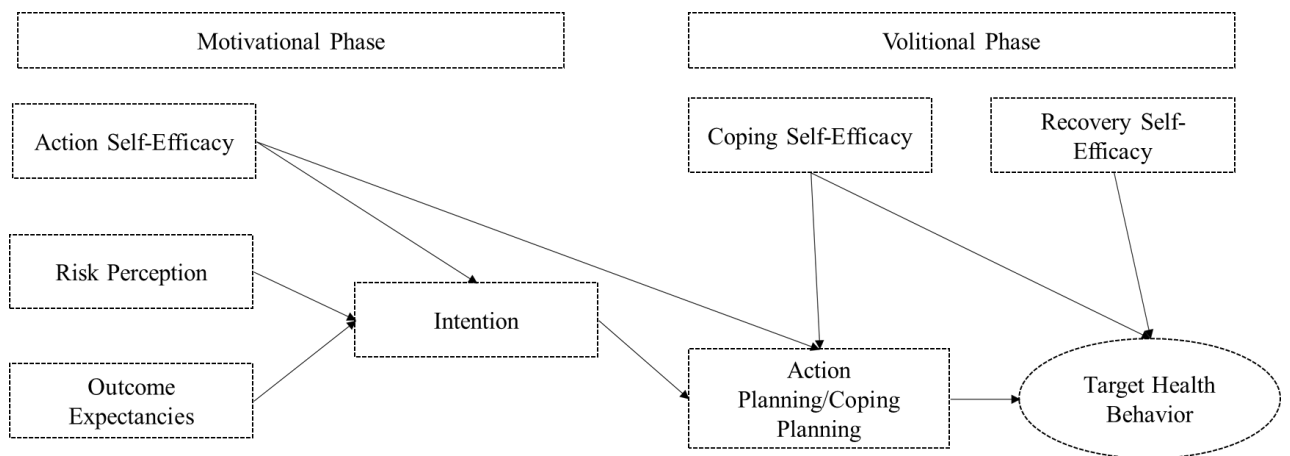 Motivational Phase
Volitional Phase
Action Self-Efficacy
Coping Self-Efficacy
Recovery Self-
Efficacy
Risk Perception
Intention
Outcome
Expectancies
Action
Planning/Coping
Planning
Target Health
Behavior